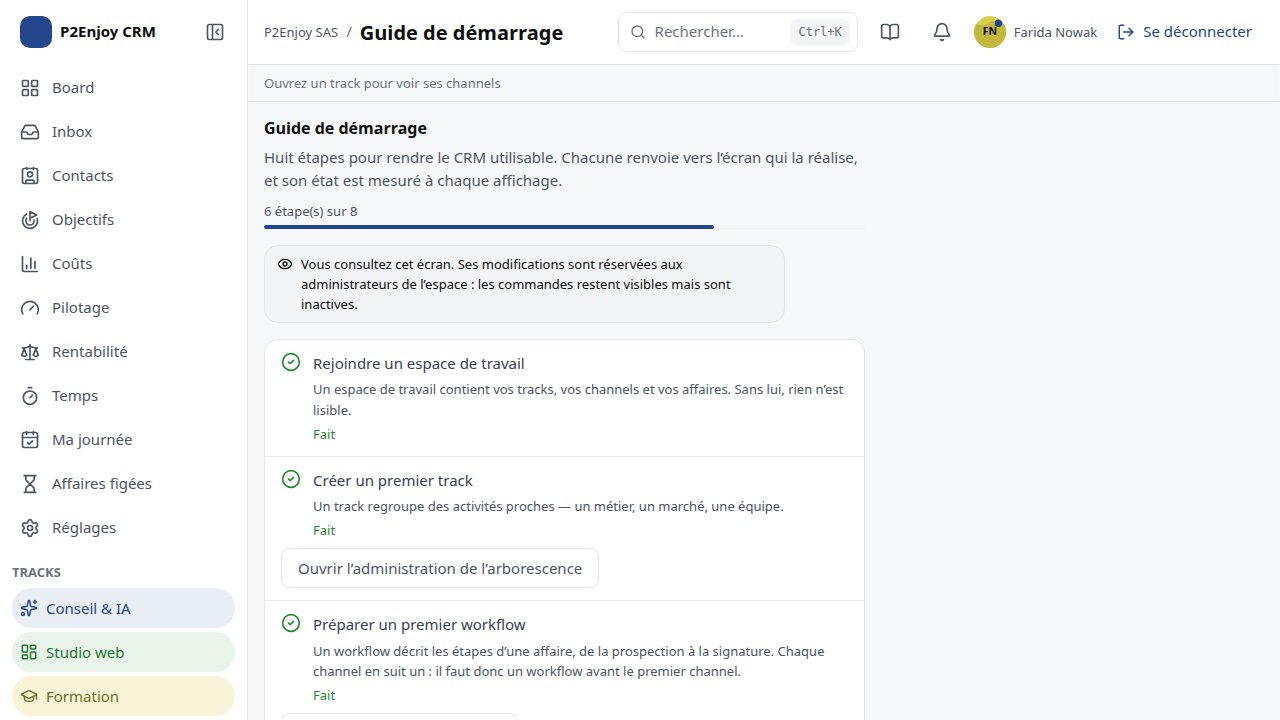 P2Enjoy CRM
Board
Inbox
Contacts
Objectifs
Coûts
Pilotage
Rentabilité
Temps
Ma journée
Affaires figées
Réglages
TRACKS
Conseil & IA
Studio web
Formation
P2Enjoy SAS / Guide de démarrage
Rechercher... Ctrl+K
FN Farida Nowak
Se déconnecter
Ouvrez un track pour voir ses channels
Guide de démarrage
Huit étapes pour rendre le CRM utilisable. Chacune renvoie vers l’écran qui la réalise,
et son état est mesuré à chaque affichage.
6 étape(s) sur 8
Vous consultez cet écran. Ses modifications sont réservées aux
administrateurs de l’espace : les commandes restent visibles mais sont
inactives.
Rejoindre un espace de travail
Un espace de travail contient vos tracks, vos channels et vos affaires. Sans lui, rien n’est
lisible.
Fait
Créer un premier track
Un track regroupe des activités proches — un métier, un marché, une équipe.
Fait
Ouvrir l’administration de l’arborescence
Préparer un premier workflow
Un workflow décrit les étapes d’une affaire, de la prospection à la signature. Chaque
channel en suit un : il faut donc un workflow avant le premier channel.
Fait